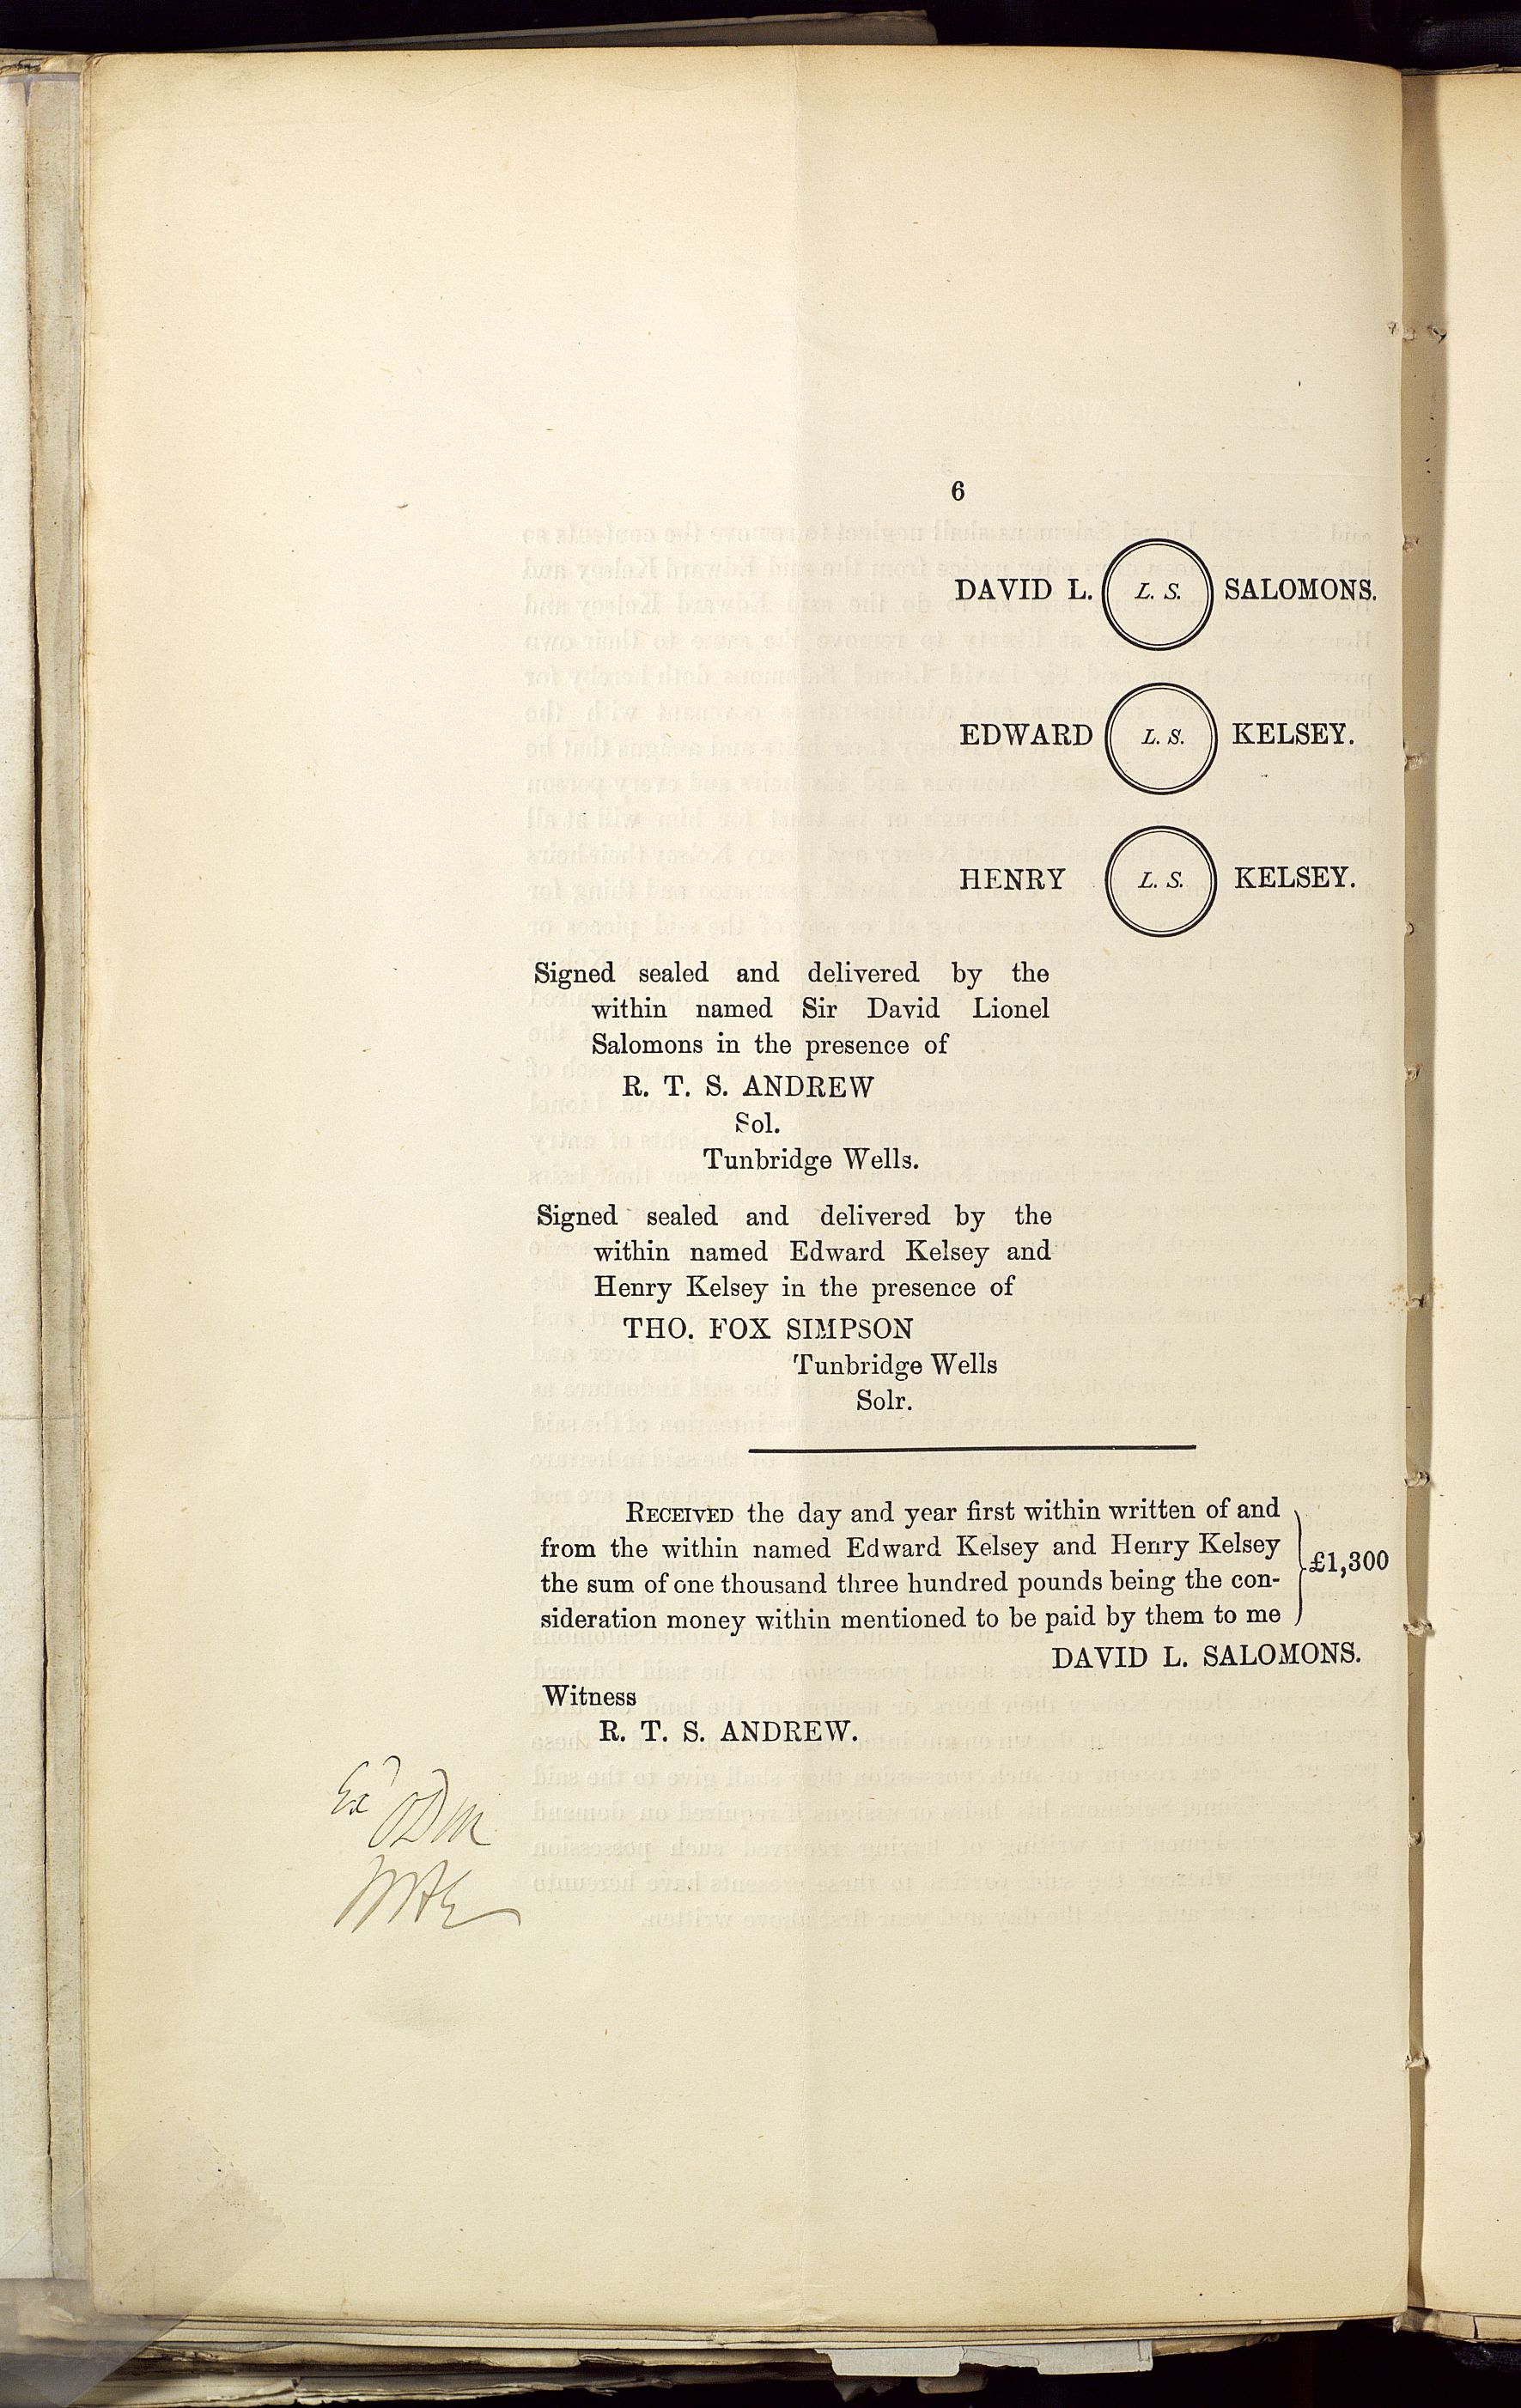 6
DAVID L. L. S. SALOMONS.
EDWARD L. S. KELSEY.
HENRY L. S. KELSEY.
Signed sealed and delivered by the
within named Sir David Lionel
Salomons in the presence of
R. T. S. ANDREW
Sol.
Tunbridge Wells.
Signed sealed and delivered by the
within named Edward Kelsey and
Henry Kelsey in the presence of
THO. FOX SIMPSON
Tunbridge Wells
Solr.
RECEIVED the day and year first within written of and
from the within named Edward Kelsey and Henry Kelsey
the sum of one thousand three hundred pounds being the con-
sideration money within mentioned to be paid by them to me
£1,300
DAVID L. SALOMONS.
Witness
R. T. S. ANDREW.
Exd